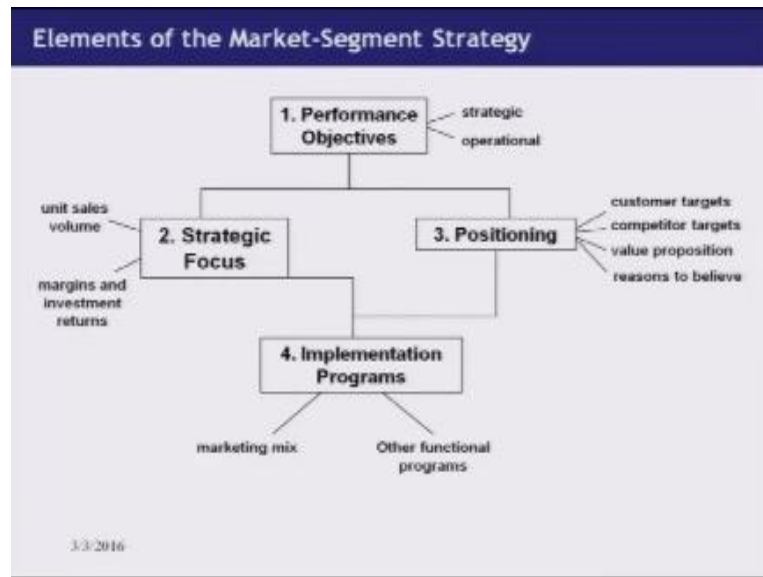 Elements of the Market-Segment Strategy
1. Performance
Objectives
strategic
operational
unit sales
volume
2. Strategic
Focus
margins and
investment
returns
3. Positioning
customer targets
competitor targets
value proposition
reasons to believe
4. Implementation
Programs
marketing mix
Other functional
programs
3/3/2016